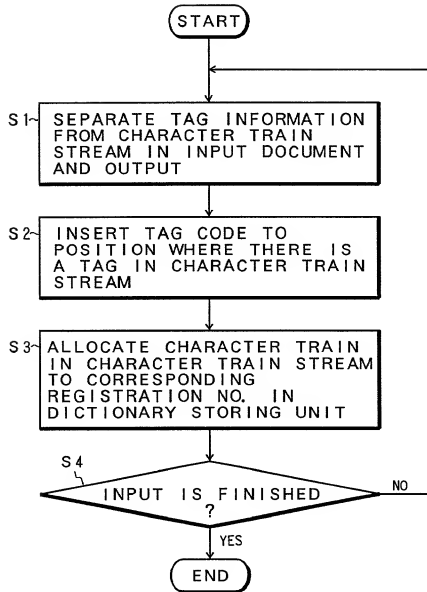 START
S1
SEPARATE TAG INFORMATION
FROM CHARACTER TRAIN
STREAM IN INPUT DOCUMENT
AND OUTPUT
S2
INSERT TAG CODE TO
POSITION WHERE THERE IS
A TAG IN CHARACTER TRAIN
STREAM
S3
ALLOCATE CHARACTER TRAIN
IN CHARACTER TRAIN STREAM
TO CORRESPONDING
REGISTRATION NO. IN
DICTIONARY STORING UNIT
S4
INPUT IS FINISHED
?
NO
YES
END